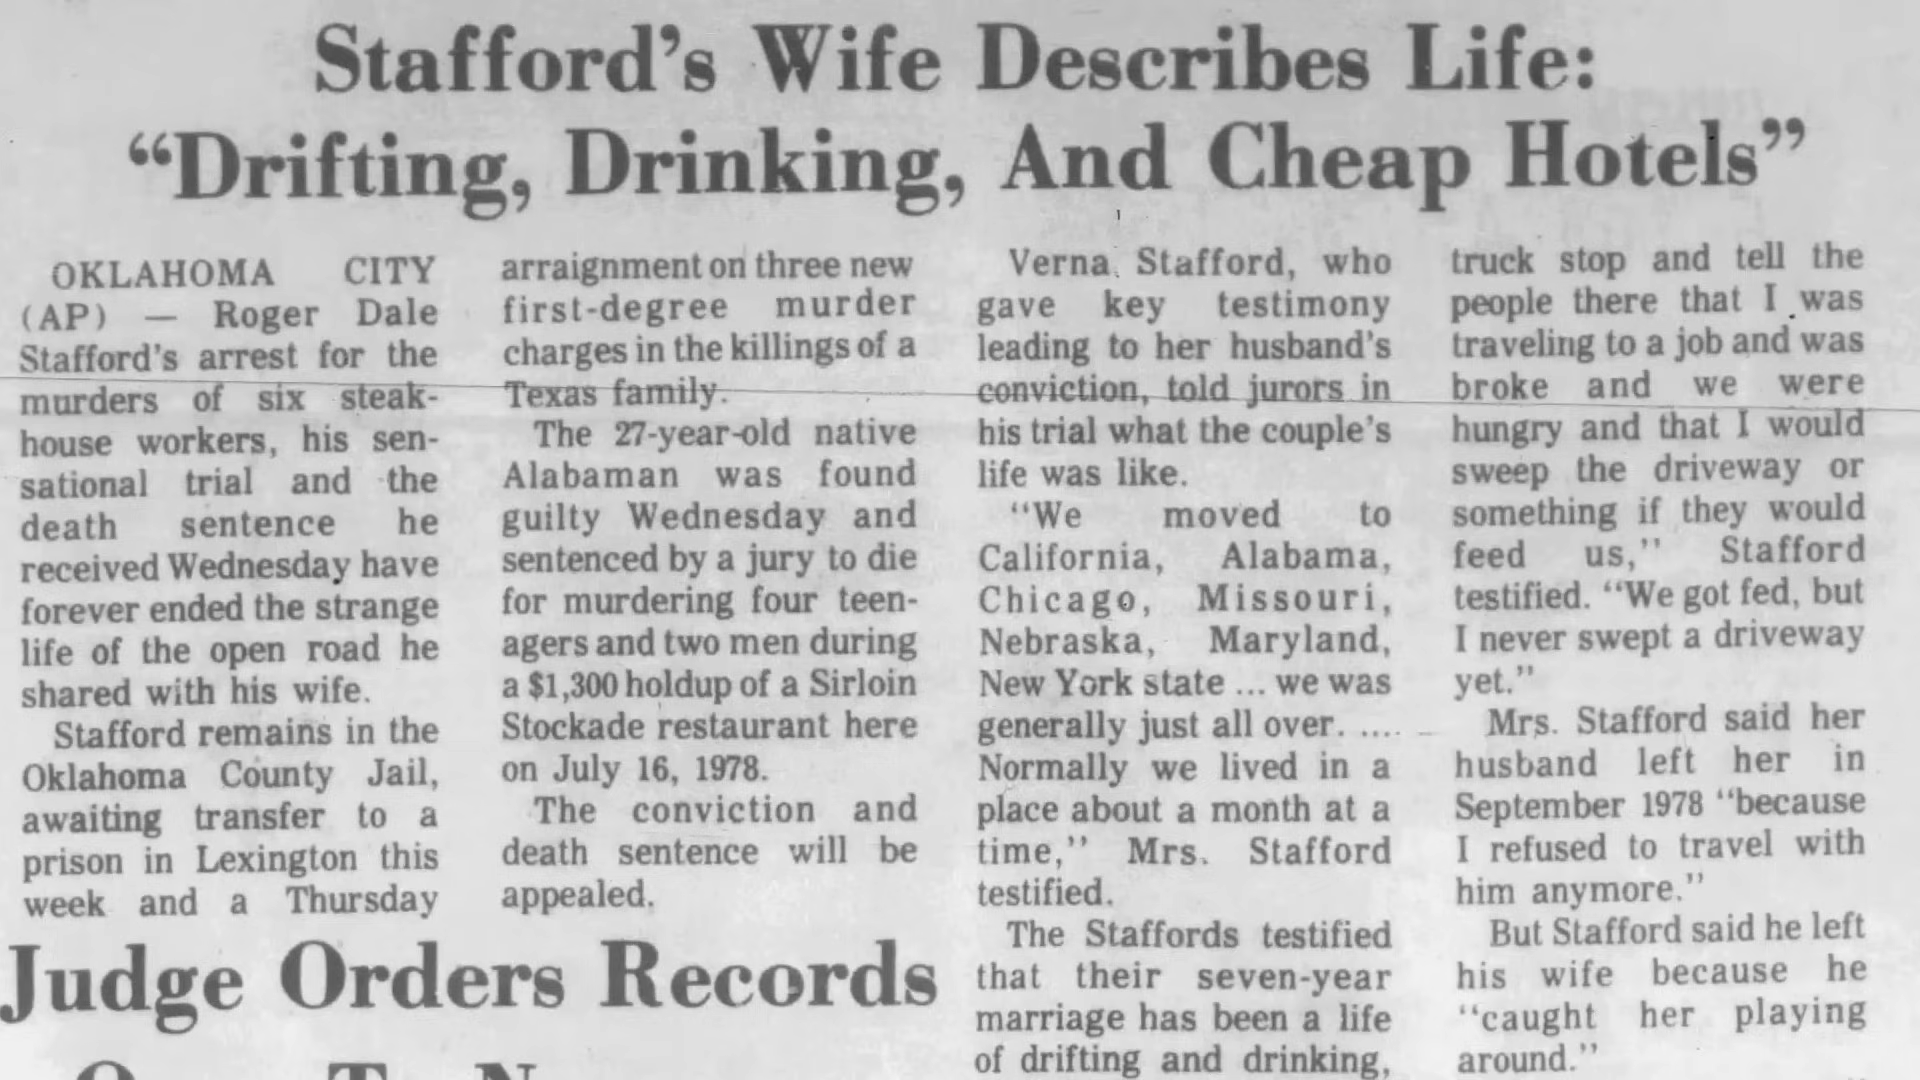 Stafford's Wife Describes Life:
“Drifting, Drinking, And Cheap Hotels”
OKLAHOMA CITY
(AP) — Roger Dale
Stafford's arrest for the
murders of six steak-
house workers, his sen-
sational trial and the
death sentence he
received Wednesday have
forever ended the strange
life of the open road he
shared with his wife.
Stafford remains in the
Oklahoma County Jail,
awaiting transfer to a
prison in Lexington this
week and a Thursday
arraignment on three new
first-degree murder
charges in the killings of a
Texas family.
The 27-year-old native
Alabaman was found
guilty Wednesday and
sentenced by a jury to die
for murdering four teen-
agers and two men during
a $1,300 holdup of a Sirloin
Stockade restaurant here
on July 16, 1978.
The conviction and
death sentence will be
appealed.
Verna Stafford, who
gave key testimony
leading to her husband's
conviction, told jurors in
his trial what the couple's
life was like.
“We moved to
California, Alabama,
Chicago, Missouri,
Nebraska, Maryland,
New York state ... we was
generally just all over. ....
Normally we lived in a
place about a month at a
time,” Mrs. Stafford
testified.
The Staffords testified
that their seven-year
marriage has been a life
of drifting and drinking,
truck stop and tell the
people there that I was
traveling to a job and was
broke and we were
hungry and that I would
sweep the driveway or
something if they would
feed us,” Stafford
testified. “We got fed, but
I never swept a driveway
yet.”
Mrs. Stafford said her
husband left her in
September 1978 “because
I refused to travel with
him anymore.”
But Stafford said he left
his wife because he
“caught her playing
around.”
Judge Orders Records